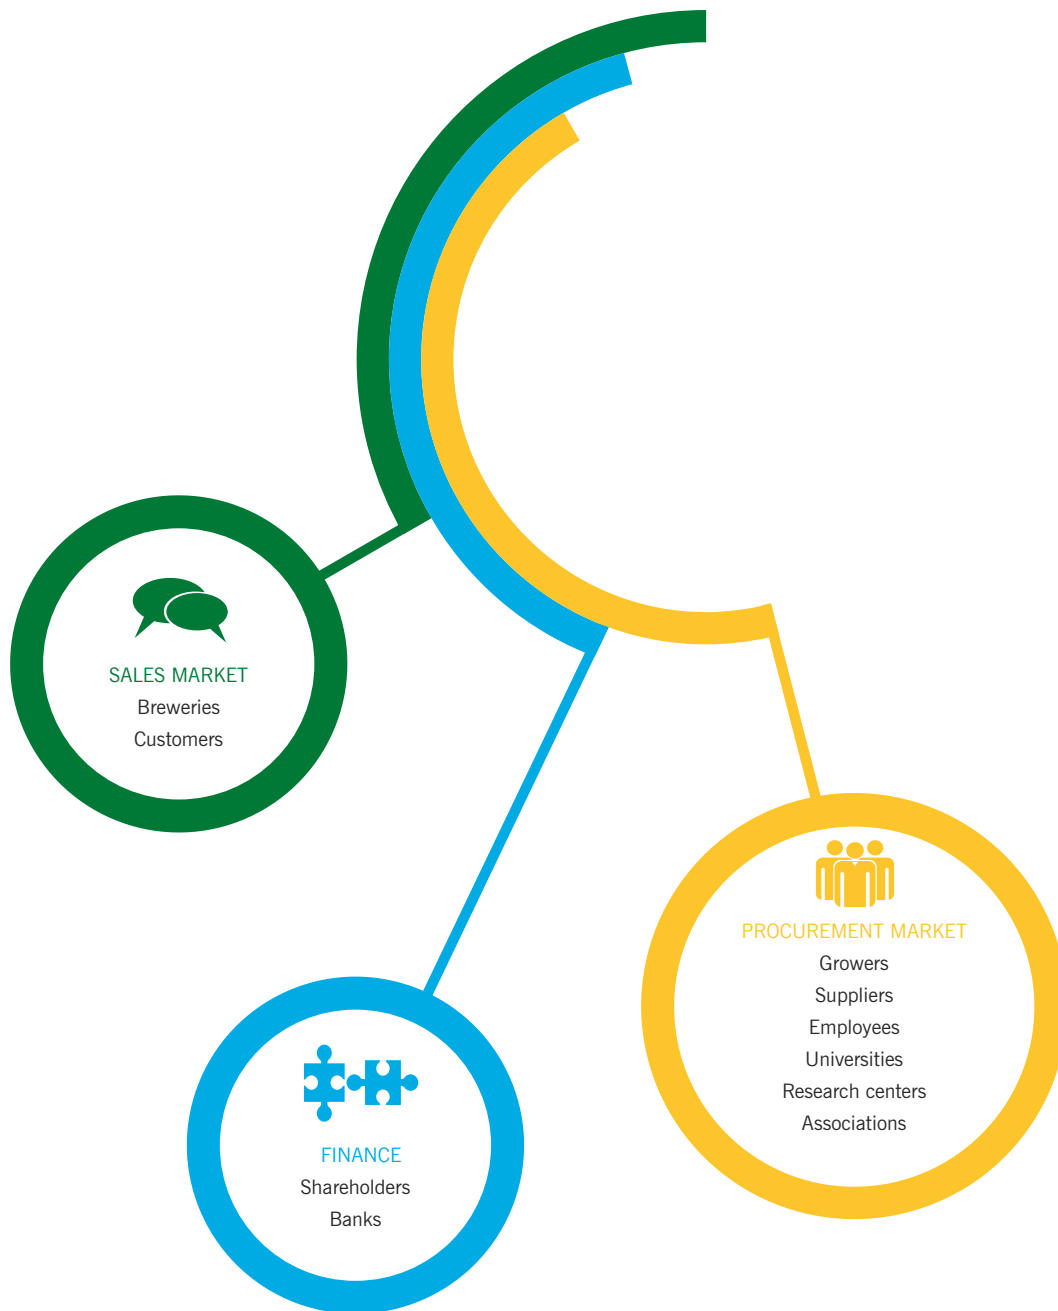 SALES MARKET
Breweries
Customers
PROCUREMENT MARKET
Growers
Suppliers
Employees
Universities
Research centers
Associations
FINANCE
Shareholders
Banks